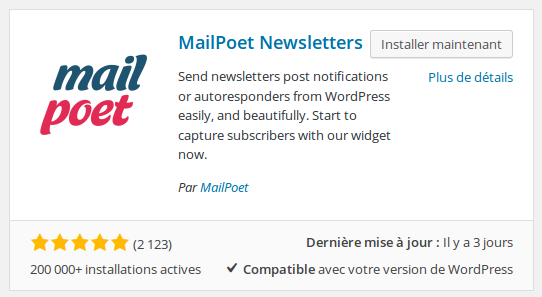 mail
poet
MailPoet Newsletters
Installer maintenant
Send newsletters post notifications
Plus de détails
or autoresponders from WordPress
easily, and beautifully. Start to
capture subscribers with our widget
now.
Par MailPoet
(2 123)
Dernière mise à jour : Il y a 3 jours
200 000+ installations actives
Compatible avec votre version de WordPress